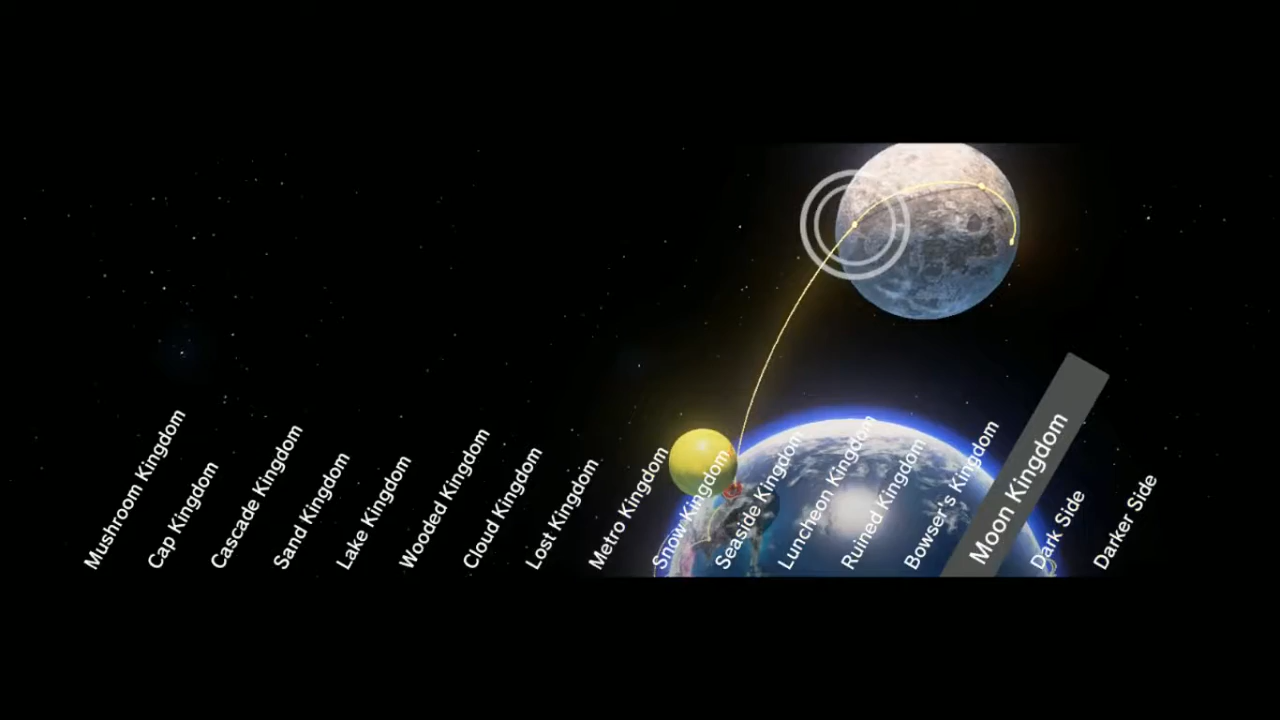 Mushroom Kingdom
Cap Kingdom
Cascade Kingdom
Sand Kingdom
Lake Kingdom
Wooded Kingdom
Cloud Kingdom
Lost Kingdom
Metro Kingdom
Snow Kingdom
Seaside Kingdom
Luncheon Kingdom
Ruined Kingdom
Bowser's Kingdom
Moon Kingdom
Dark Side
Darker Side